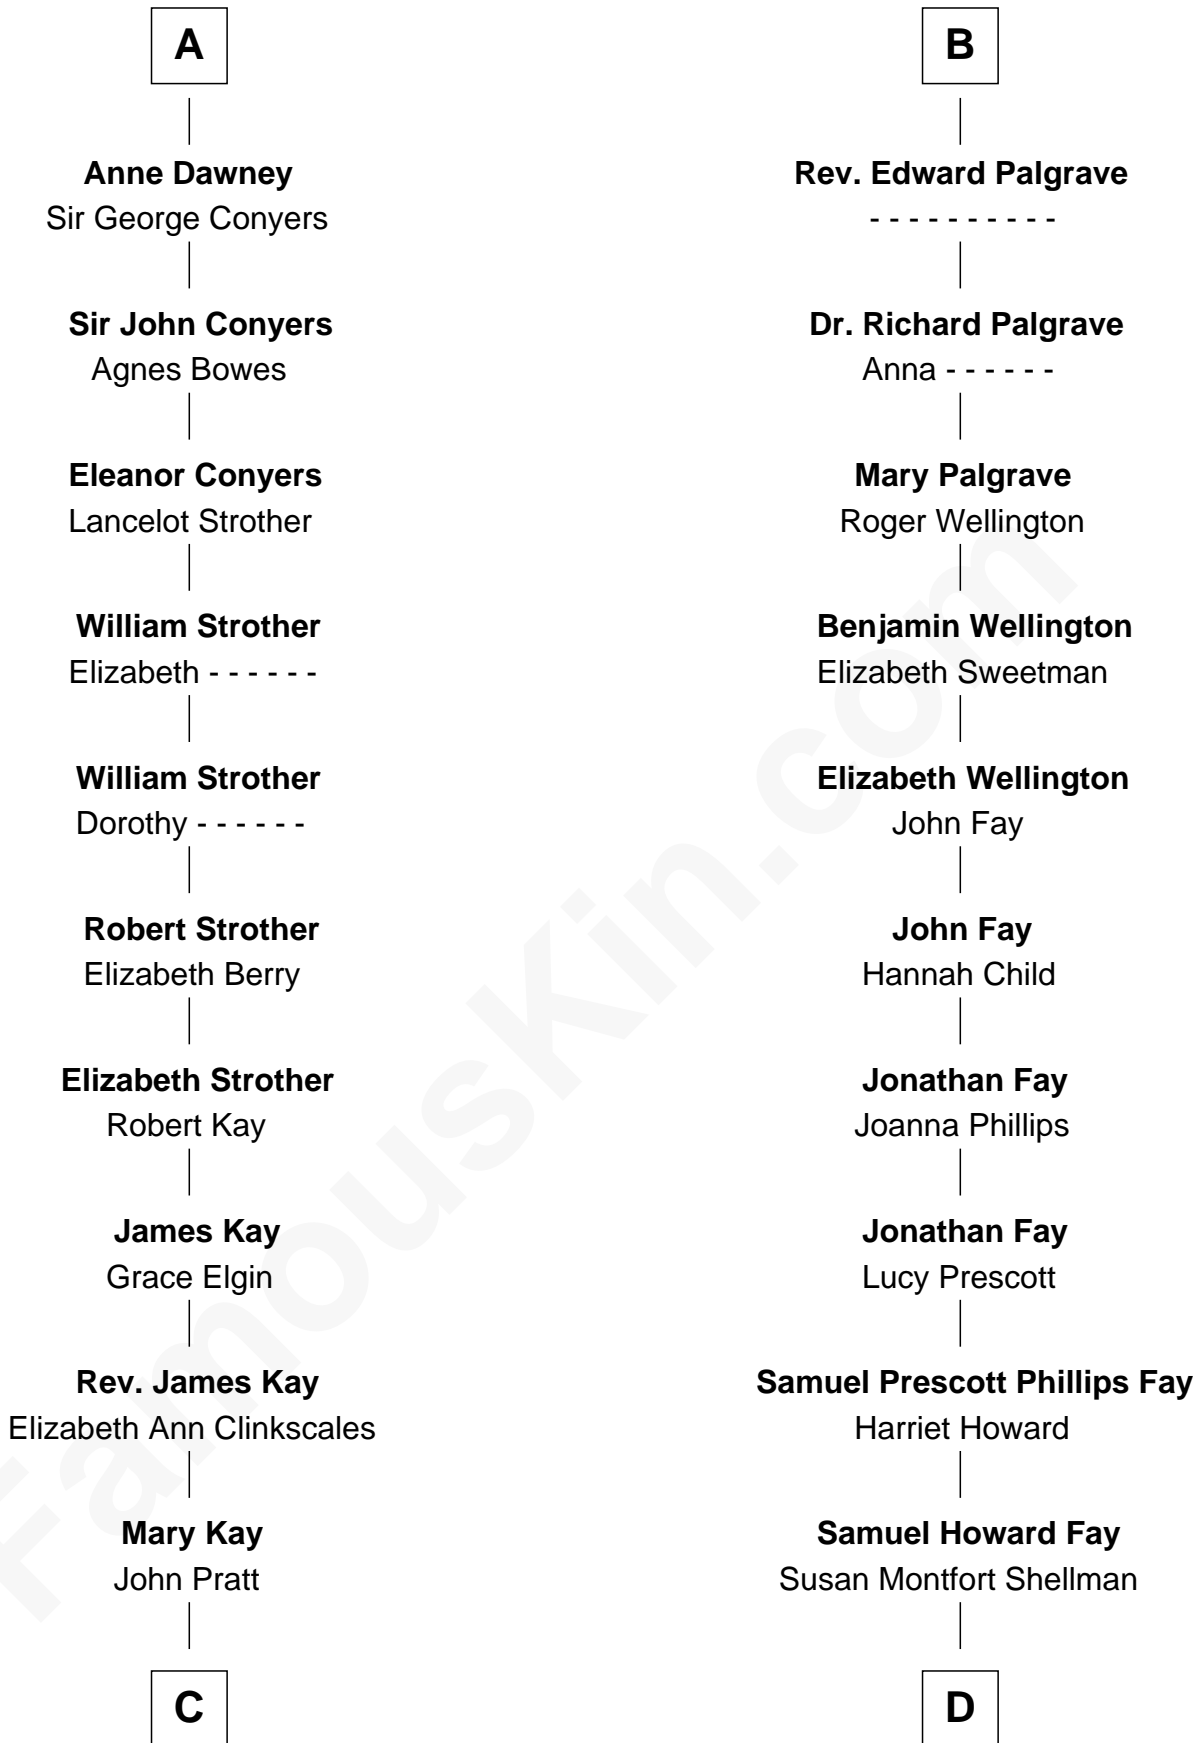 A
Anne Dawney
Sir George Conyers
Sir John Conyers
Agnes Bowes
Eleanor Conyers
Lancelot Strother
William Strother
Elizabeth - - - - - -
William Strother
Dorothy - - - - - -
Robert Strother
Elizabeth Berry
Elizabeth Strother
Robert Kay
James Kay
Grace Elgin
Rev. James Kay
Elizabeth Ann Clinkscales
Mary Kay
John Pratt
C
B
Rev. Edward Palgrave
- - - - - - - - - -
Dr. Richard Palgrave
Anna - - - - - -
Mary Palgrave
Roger Wellington
Benjamin Wellington
Elizabeth Sweetman
Elizabeth Wellington
John Fay
John Fay
Hannah Child
Jonathan Fay
Joanna Phillips
Jonathan Fay
Lucy Prescott
Samuel Prescott Phillips Fay
Harriet Howard
Samuel Howard Fay
Susan Montfort Shellman
D
FamousKin.com